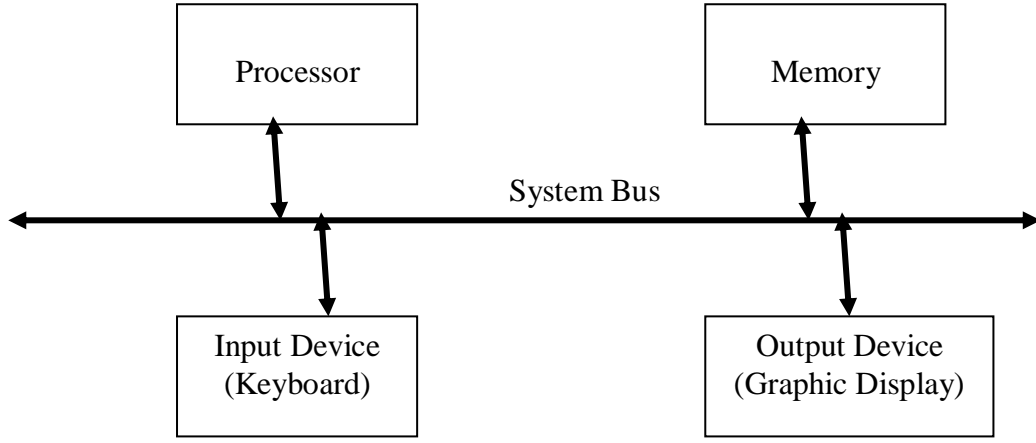 Processor
Memory
System Bus
Input Device
(Keyboard)
Output Device
(Graphic Display)